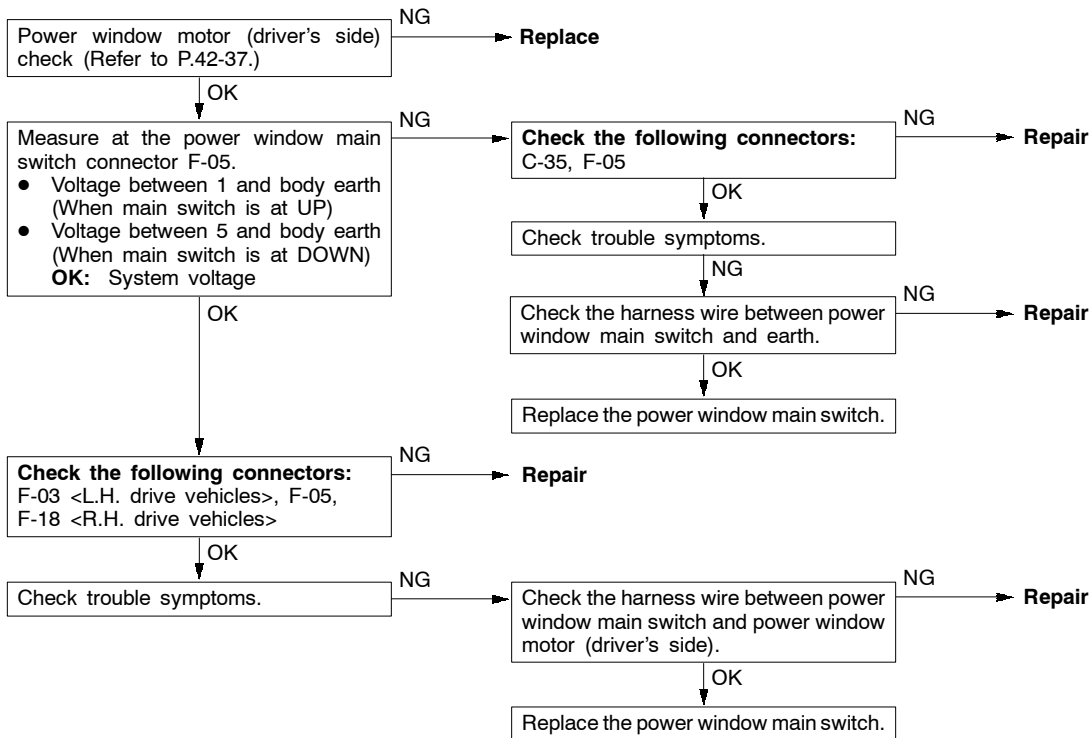 NG
Power window motor (driver's side)
check (Refer to P.42-37.)
Replace
OK
Measure at the power window main
switch connector F-05.
● Voltage between 1 and body earth
(When main switch is at UP)
● Voltage between 5 and body earth
(When main switch is at DOWN)
OK: System voltage
NG
Check the following connectors:
C-35, F-05
NG
Repair
OK
Check trouble symptoms.
NG
Check the harness wire between power
window main switch and earth.
NG
Repair
OK
Replace the power window main switch.
OK
Check the following connectors:
F-03 <L.H. drive vehicles>, F-05,
F-18 <R.H. drive vehicles>
NG
Repair
OK
Check trouble symptoms.
NG
Check the harness wire between power
window main switch and power window
motor (driver's side).
NG
Repair
OK
Replace the power window main switch.